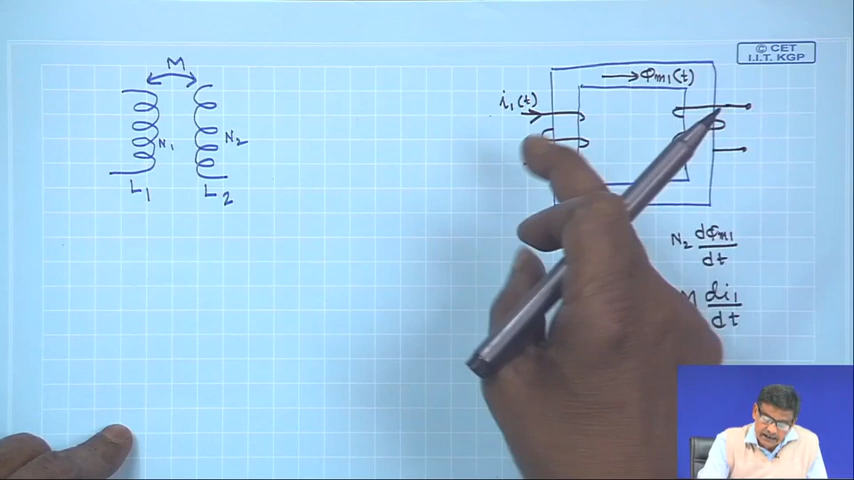 © CET
I.I.T. KGP
M
N₁
N₂
L₁
L₂
i₁(t)
→ Φm₁(t)
N₂ dΦm₁/dt
M di₁/dt